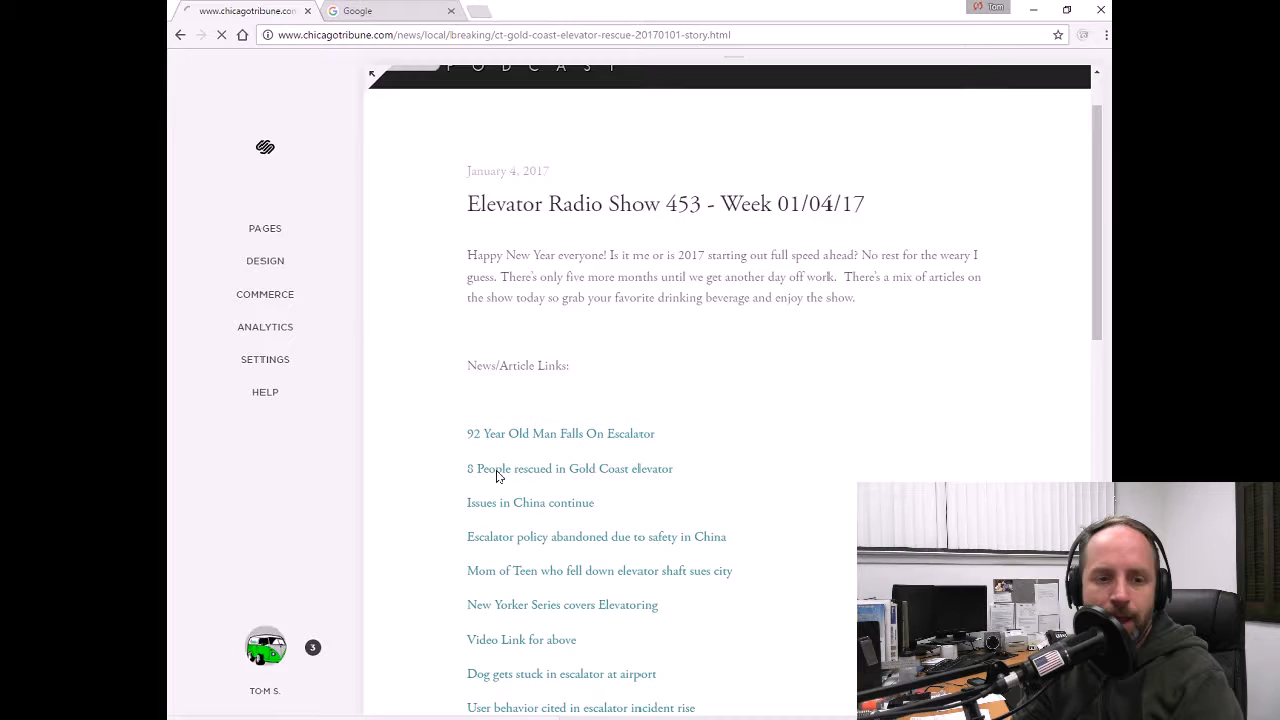 www.chicagotribune.con
Google
Tom
www.chicagotribune.com/news/local/breaking/ct-gold-coast-elevator-rescue-20170101-story.html
PODCAST
January 4, 2017
Elevator Radio Show 453 - Week 01/04/17
Happy New Year everyone! Is it me or is 2017 starting out full speed ahead? No rest for the weary I
guess. There's only five more months until we get another day off work.  There's a mix of articles on
the show today so grab your favorite drinking beverage and enjoy the show.
News/Article Links:
92 Year Old Man Falls On Escalator
8 People rescued in Gold Coast elevator
Issues in China continue
Escalator policy abandoned due to safety in China
Mom of Teen who fell down elevator shaft sues city
New Yorker Series covers Elevatoring
Video Link for above
Dog gets stuck in escalator at airport
User behavior cited in escalator incident rise
PAGES
DESIGN
COMMERCE
ANALYTICS
SETTINGS
HELP
3
TOM S.